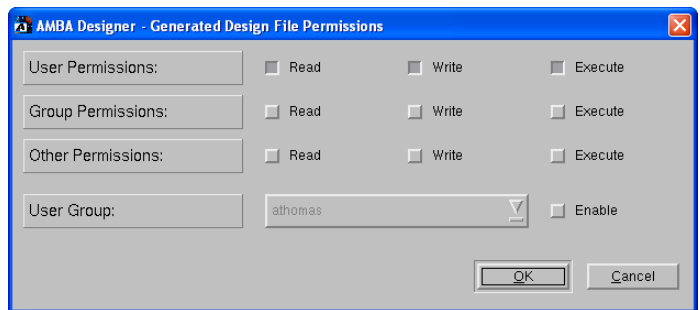 AMBA Designer - Generated Design File Permissions
User Permissions: Read Write Execute
Group Permissions: Read Write Execute
Other Permissions: Read Write Execute
User Group: athomas Enable
OK Cancel